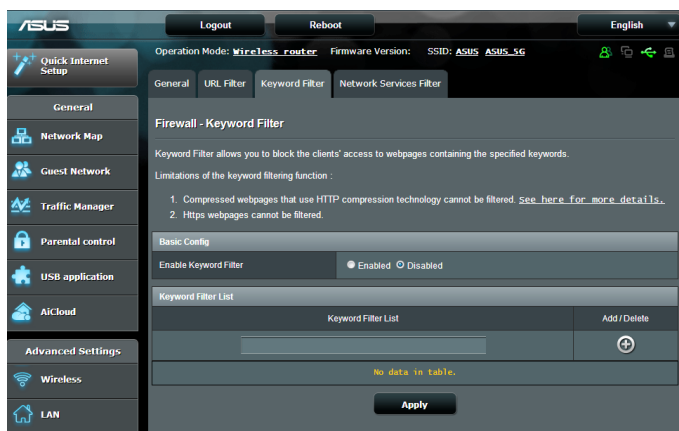 ASUS
Logout
Reboot
English
Quick Internet
Setup
Operation Mode: Wireless router Firmware Version: SSID: ASUS ASUS_5G
General
URL Filter
Keyword Filter
Network Services Filter
General
Network Map
Guest Network
Traffic Manager
Parental control
USB application
AiCloud
Advanced Settings
Wireless
LAN
Firewall - Keyword Filter
Keyword Filter allows you to block the clients' access to webpages containing the specified keywords.
Limitations of the keyword filtering function :
1. Compressed webpages that use HTTP compression technology cannot be filtered. See here for more details.
2. Https webpages cannot be filtered.
Basic Config
Enable Keyword Filter
Enabled Disabled
Keyword Filter List
Keyword Filter List
Add / Delete
No data in table.
Apply